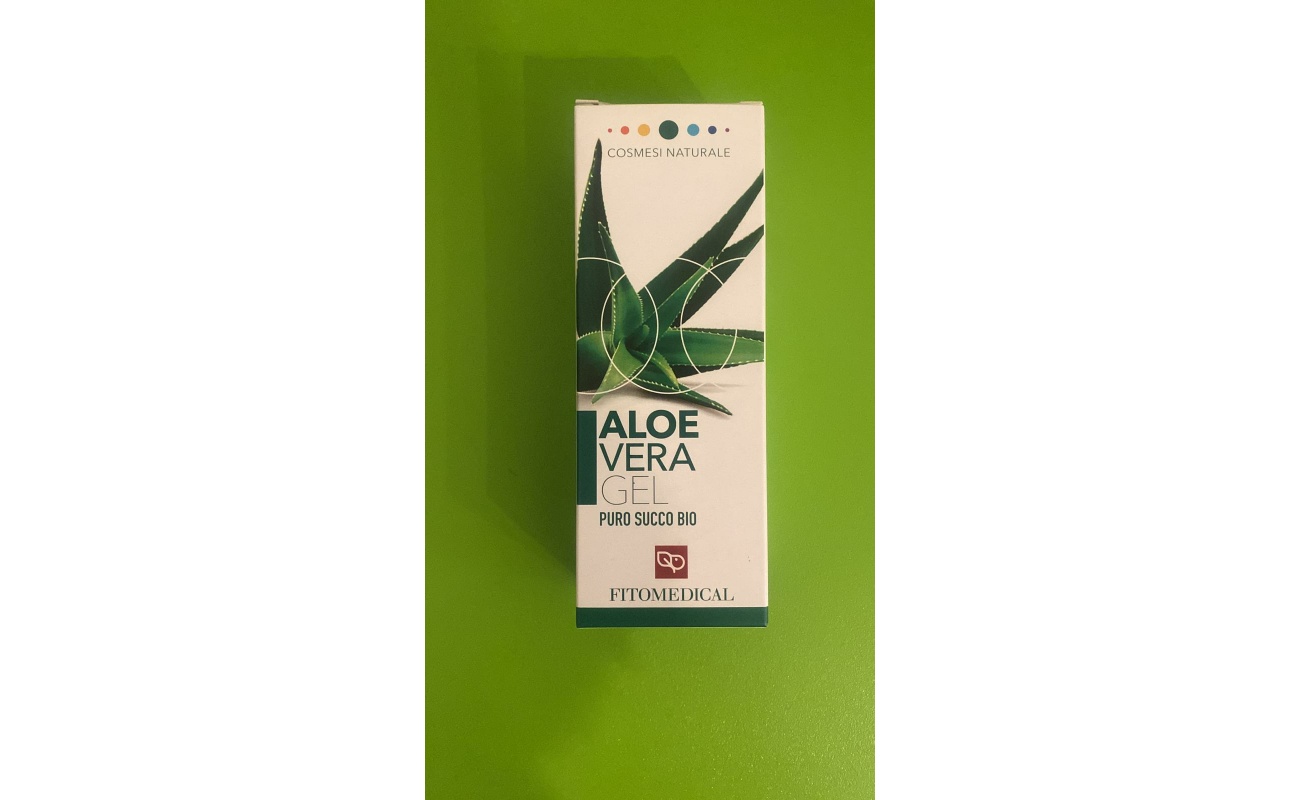 COSMESI NATURALE
ALOE
VERA
GEL
PURO SUCCO BIO
FITOMEDICAL